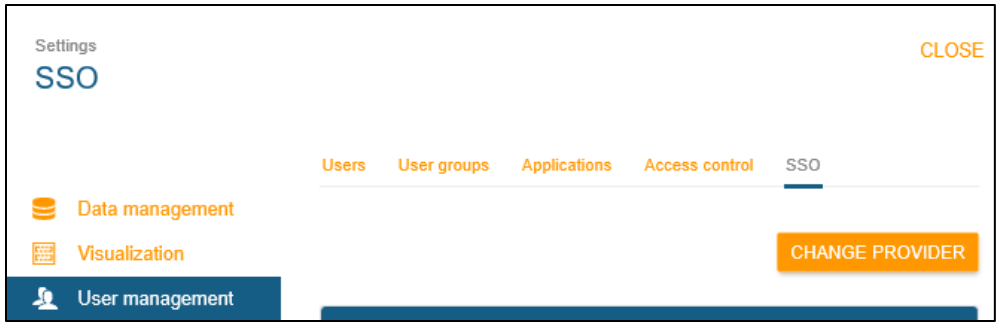 Settings
CLOSE
SSO
Users User groups Applications Access control SSO
Data management
Visualization
CHANGE PROVIDER
User management